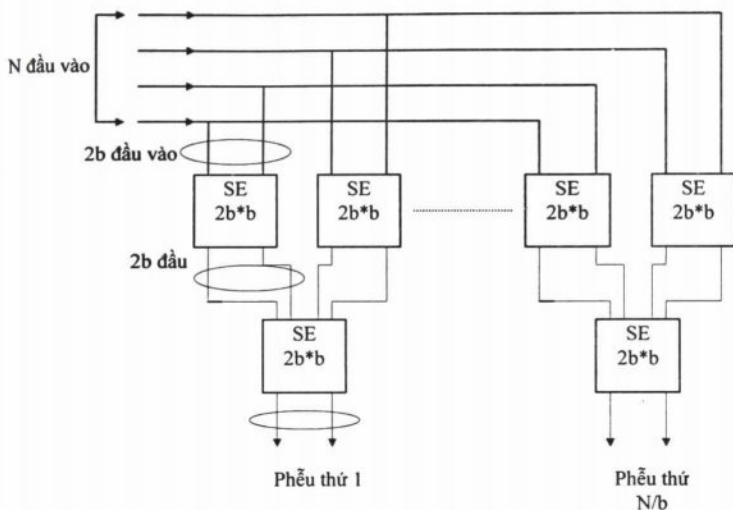 N đầu vào
2b đầu vào
SE
2b*b
SE
2b*b
SE
2b*b
SE
2b*b
2b đầu
SE
2b*b
SE
2b*b
Phễu thứ 1
Phễu thứ
N/b